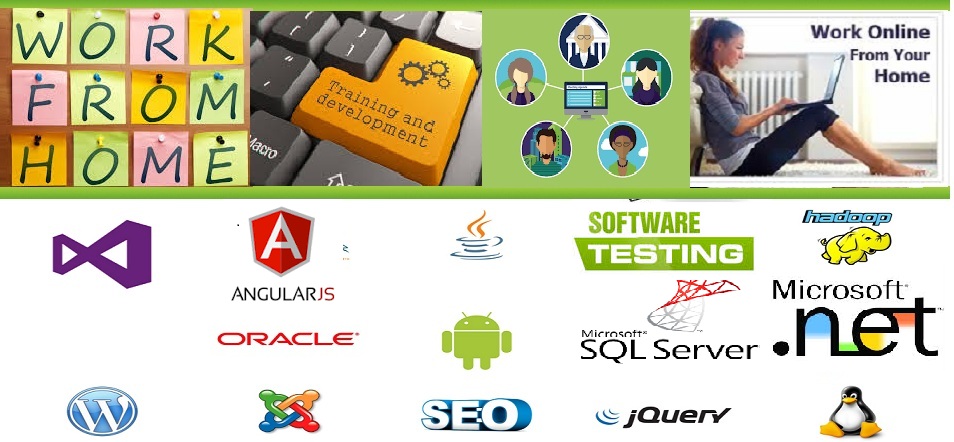 WORK
FROM
HOME
Training and
development
Macro
Work Online
From Your
Home
ANGULARJS
SOFTWARE
TESTING
hadoop
ORACLE
Microsoft
SQL Server
Microsoft
.net
SEO
jQuery